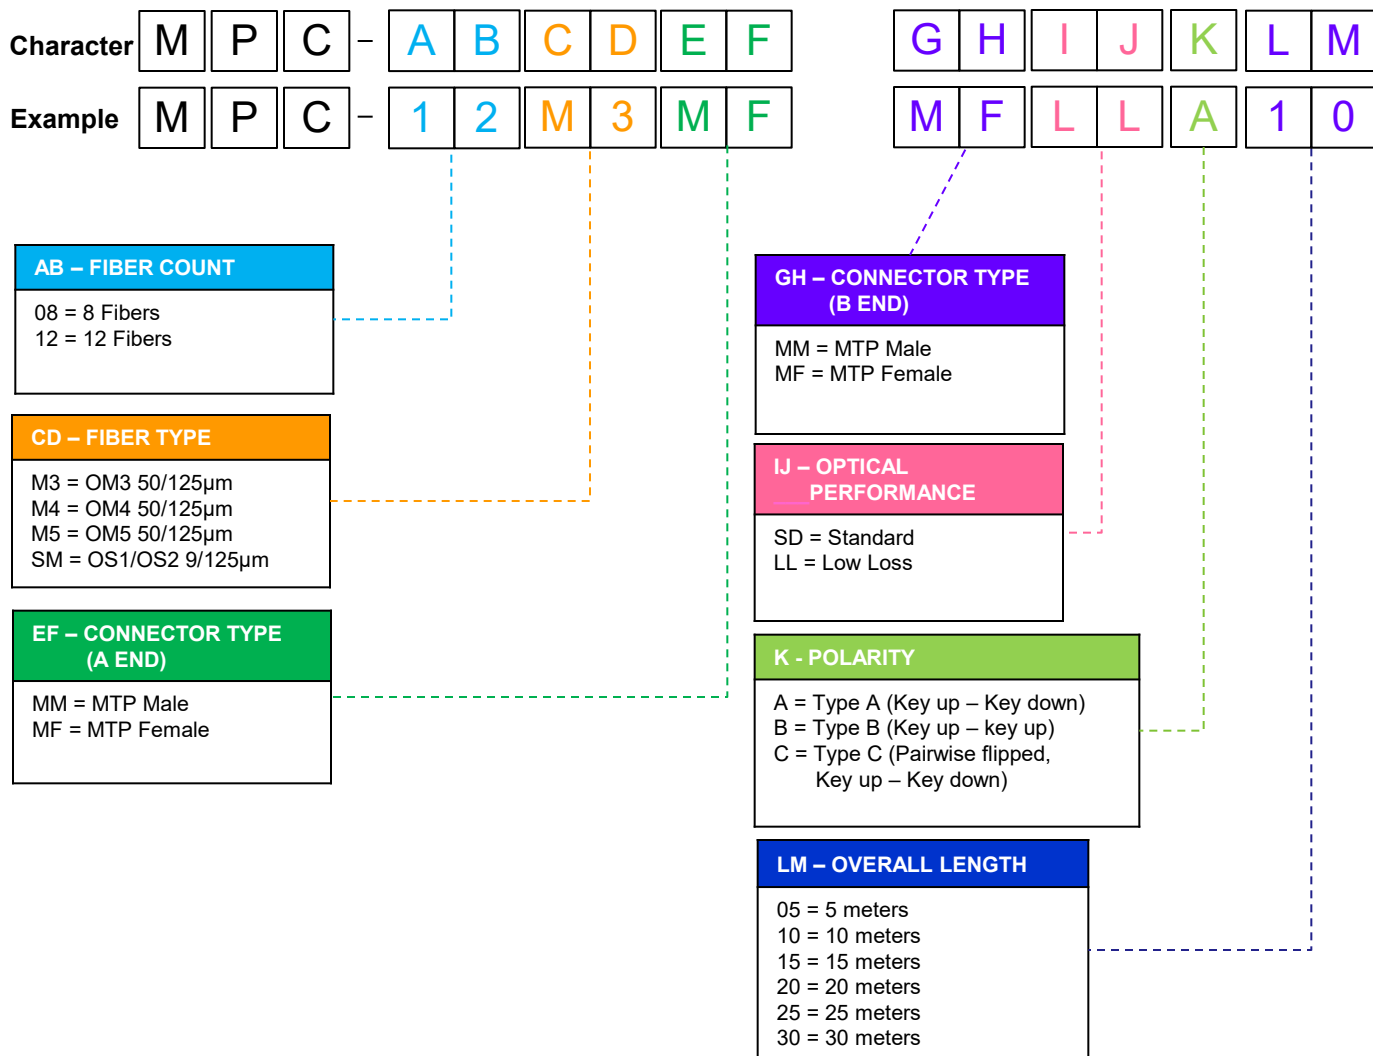 Character M P C – A B C D E F G H I J K L M
Example M P C – 1 2 M 3 M F M F L L A 1 0
AB – FIBER COUNT
08 = 8 Fibers
12 = 12 Fibers
CD – FIBER TYPE
M3 = OM3 50/125µm
M4 = OM4 50/125µm
M5 = OM5 50/125µm
SM = OS1/OS2 9/125µm
EF – CONNECTOR TYPE
(A END)
MM = MTP Male
MF = MTP Female
GH – CONNECTOR TYPE
(B END)
MM = MTP Male
MF = MTP Female
IJ – OPTICAL
PERFORMANCE
SD = Standard
LL = Low Loss
K - POLARITY
A = Type A (Key up – Key down)
B = Type B (Key up – key up)
C = Type C (Pairwise flipped,
Key up – Key down)
LM – OVERALL LENGTH
05 = 5 meters
10 = 10 meters
15 = 15 meters
20 = 20 meters
25 = 25 meters
30 = 30 meters